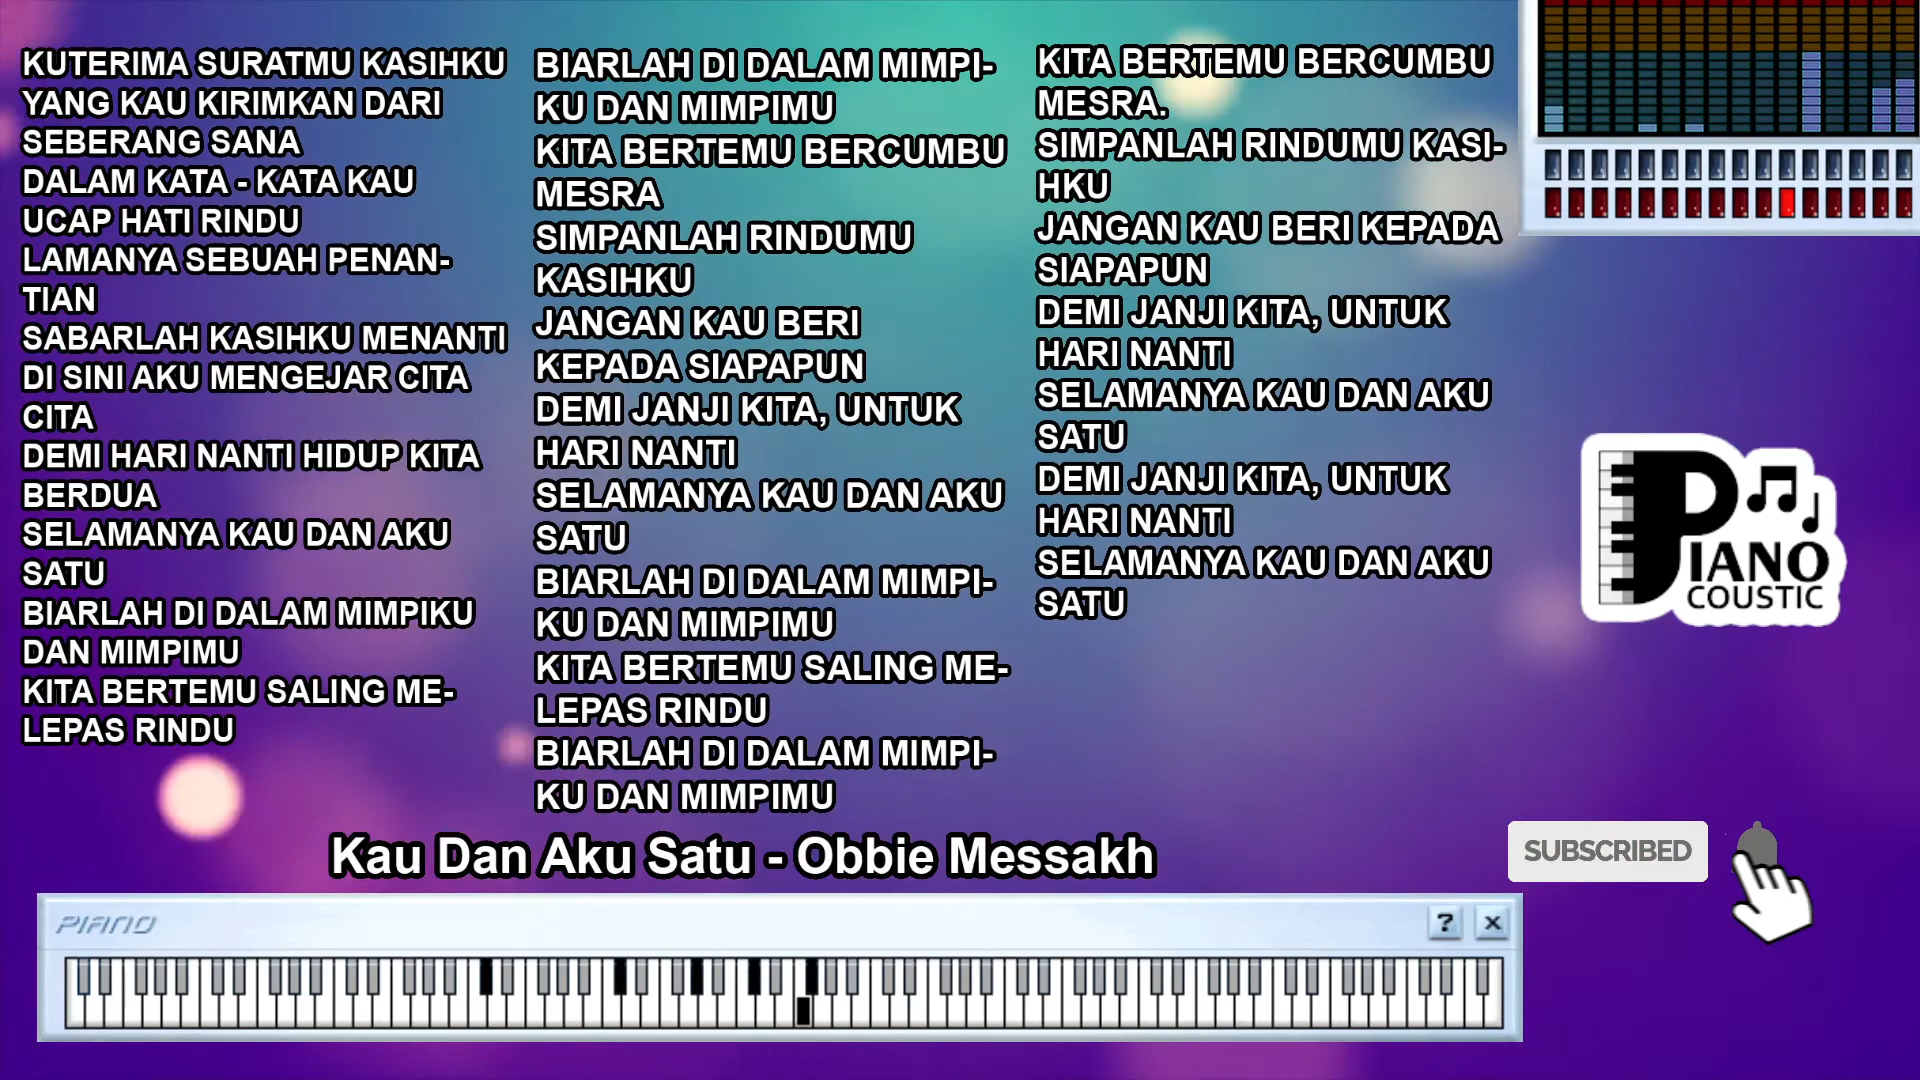 KUTERIMA SURATMU KASIHKU
YANG KAU KIRIMKAN DARI
SEBERANG SANA
DALAM KATA - KATA KAU
UCAP HATI RINDU
LAMANYA SEBUAH PENAN-
TIAN
SABARLAH KASIHKU MENANTI
DI SINI AKU MENGEJAR CITA
CITA
DEMI HARI NANTI HIDUP KITA
BERDUA
SELAMANYA KAU DAN AKU
SATU
BIARLAH DI DALAM MIMPIKU
DAN MIMPIMU
KITA BERTEMU SALING ME-
LEPAS RINDU
BIARLAH DI DALAM MIMPI-
KU DAN MIMPIMU
KITA BERTEMU BERCUMBU
MESRA
SIMPANLAH RINDUMU
KASIHKU
JANGAN KAU BERI
KEPADA SIAPAPUN
DEMI JANJI KITA, UNTUK
HARI NANTI
SELAMANYA KAU DAN AKU
SATU
BIARLAH DI DALAM MIMPI-
KU DAN MIMPIMU
KITA BERTEMU SALING ME-
LEPAS RINDU
BIARLAH DI DALAM MIMPI-
KU DAN MIMPIMU
KITA BERTEMU BERCUMBU
MESRA.
SIMPANLAH RINDUMU KASI-
HKU
JANGAN KAU BERI KEPADA
SIAPAPUN
DEMI JANJI KITA, UNTUK
HARI NANTI
SELAMANYA KAU DAN AKU
SATU
DEMI JANJI KITA, UNTUK
HARI NANTI
SELAMANYA KAU DAN AKU
SATU
PIANO
COUSTIC
Kau Dan Aku Satu - Obbie Messakh
SUBSCRIBED
PIANO
? ×